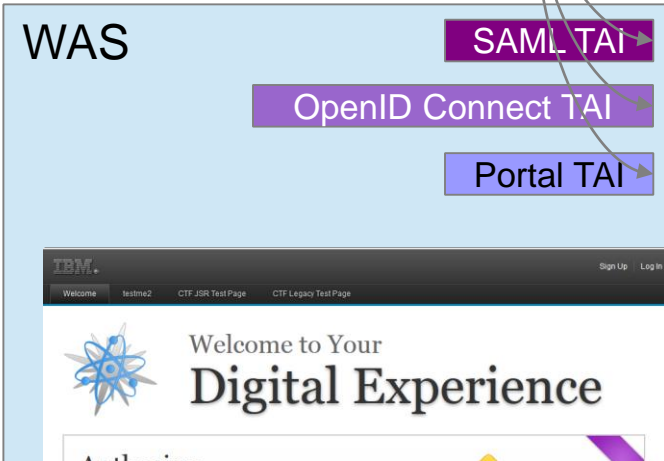 WAS
SAML TAI
OpenID Connect TAI
Portal TAI
IBM.
Sign Up Log In
Welcome testme2 CTF JSR Test Page CTF Legacy Test Page
Welcome to Your
Digital Experience